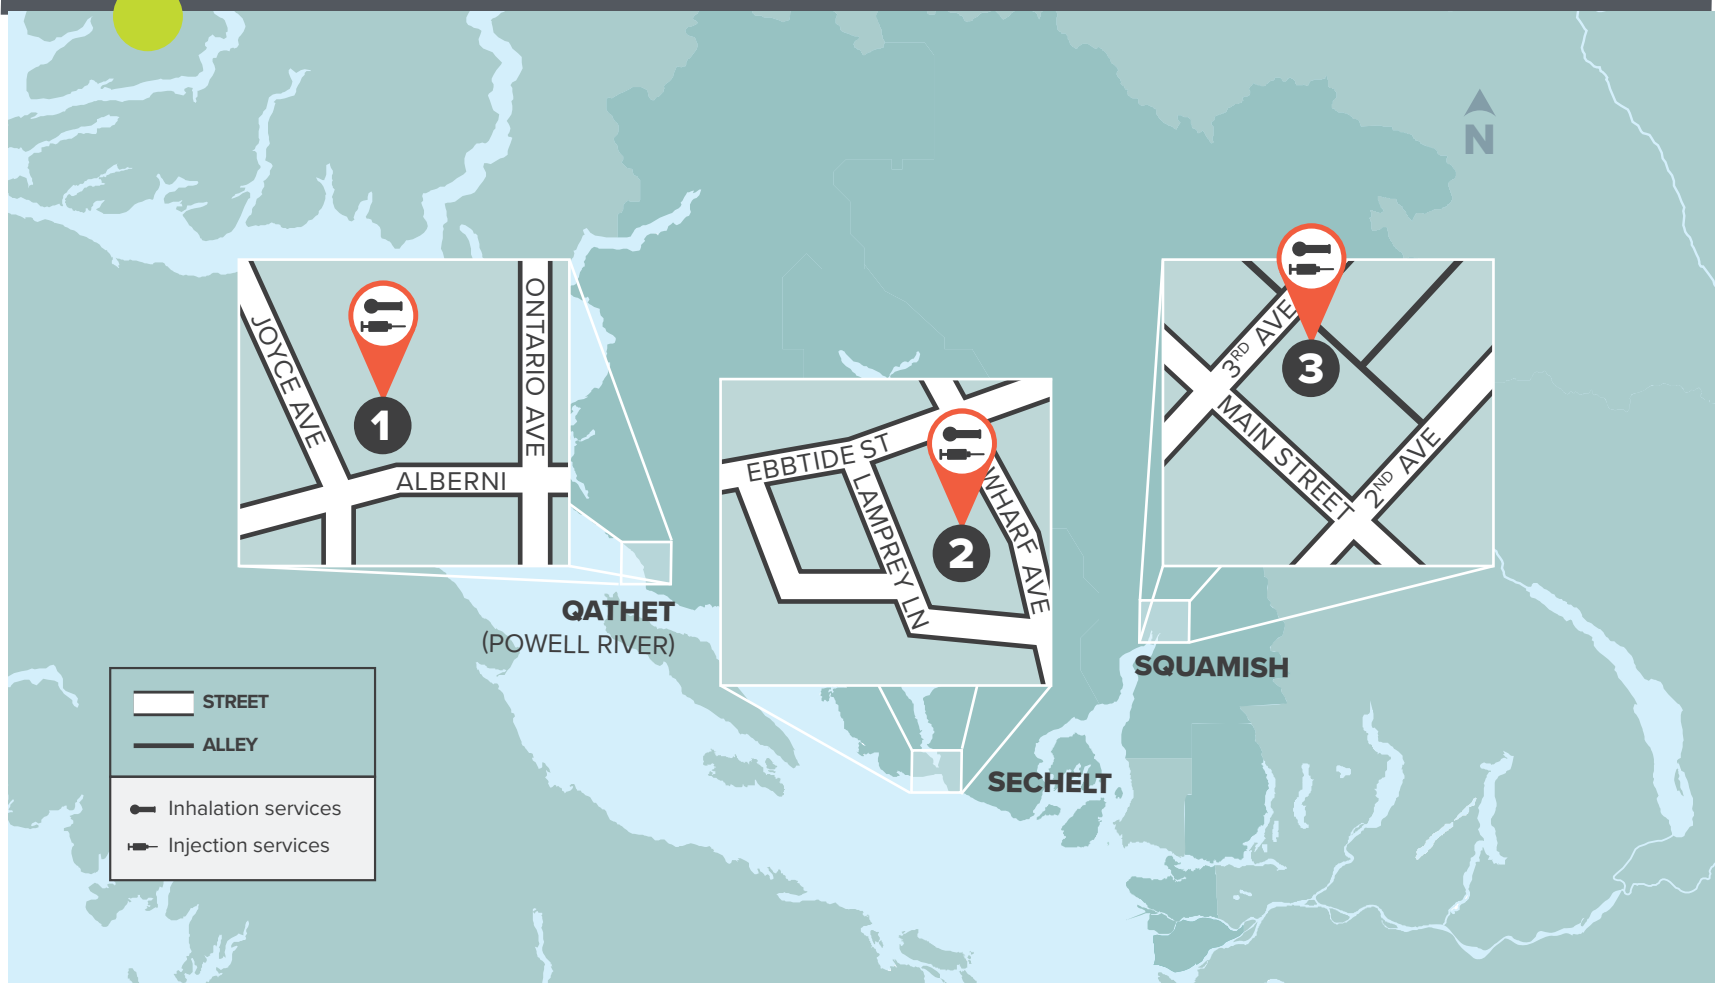 N
JOYCE AVE
ONTARIO AVE
ALBERNI
1
QATHET
(POWELL RIVER)
EBBTIDE ST
LAMPREY LN
WHARF AVE
2
SECHELT
3RD AVE
MAIN STREET
2ND AVE
3
SQUAMISH
STREET
ALLEY
Inhalation services
Injection services